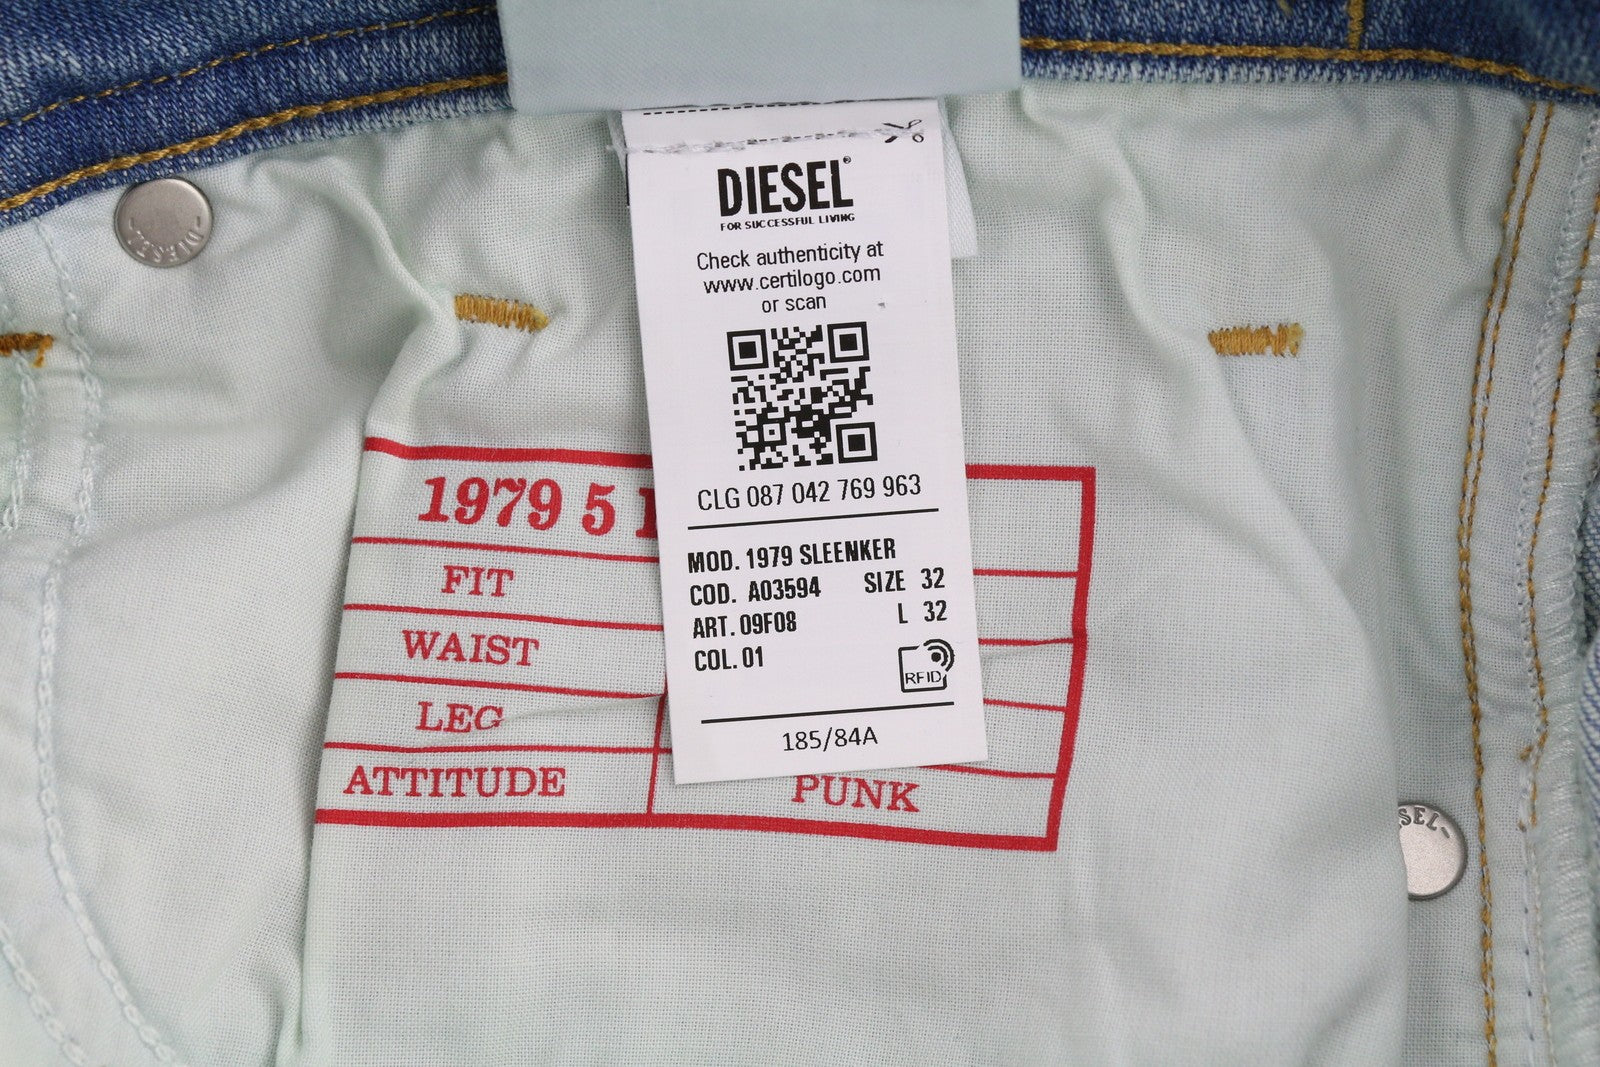 DIESEL®
FOR SUCCESSFUL LIVING
Check authenticity at
www.certilogo.com
or scan
CLG 087 042 769 963
MOD. 1979 SLEENKER
COD. A03594 SIZE 32
ART. 09F08 L 32
COL. 01
RFID
185/84A
1979 5
FIT
WAIST
LEG
ATTITUDE PUNK
-DIESEL-